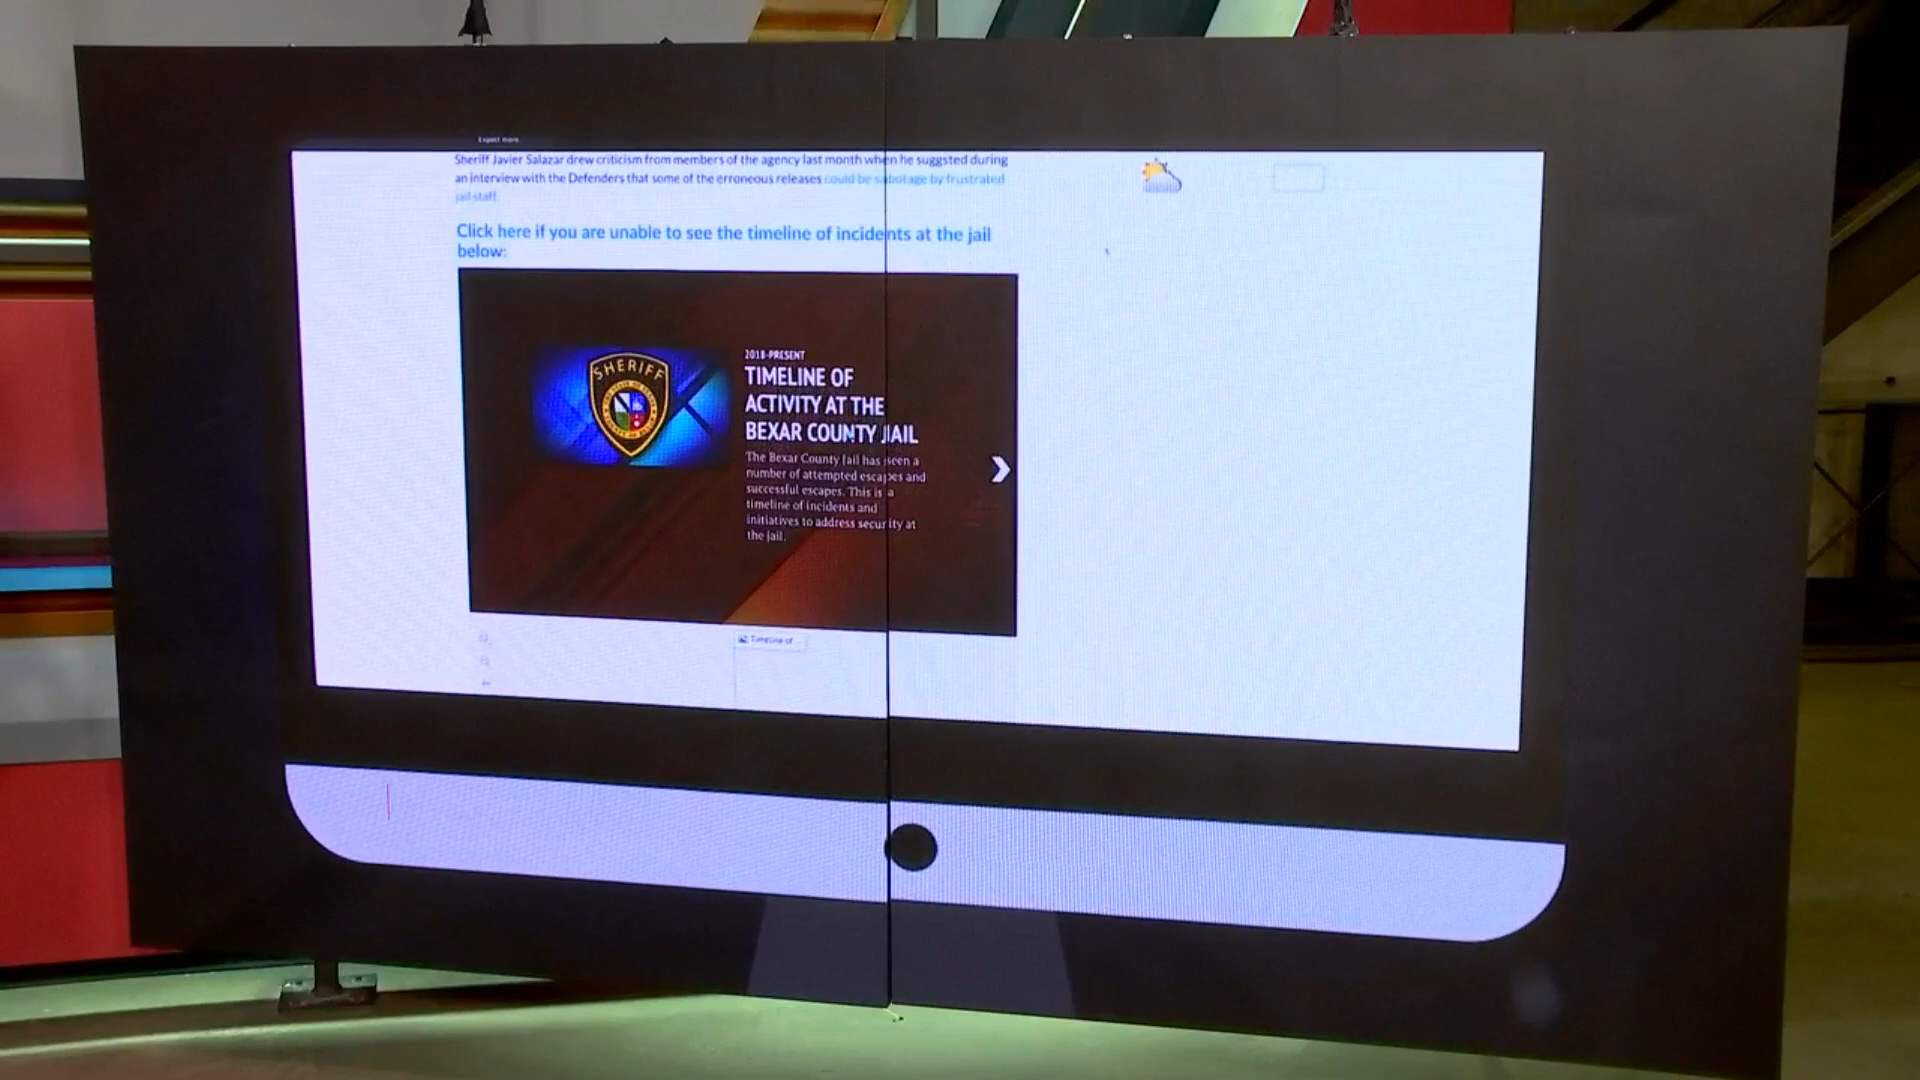 Expect more.
Sheriff Javier Salazar drew criticism from members of the agency last month when he suggsted during
an interview with the Defenders that some of the erroneous releases could be sabotage by frustrated
jail staff
Click here if you are unable to see the timeline of incidents at the jail
below:
SHERIFF
2018-PRESENT
TIMELINE OF
ACTIVITY AT THE
BEXAR COUNTY JAIL
The Bexar County Jail has seen a
number of attempted escapes and
successful escapes. This is a
timeline of incidents and
initiatives to address security at
the jail.
Timeline of